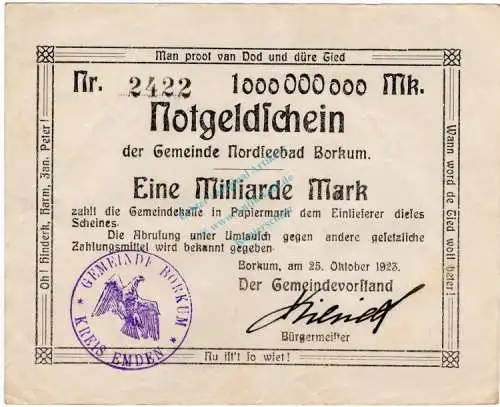 Man proot van Dod und düre Tied
Nr. 2422 1000 000 000 Mk.
Notgeldschein
der Gemeinde Nordseebad Borkum.
Eine Milliarde Mark
zahlt die Gemeindekasse in Papiermark dem Einlieferer dieses
Scheines.
Die Abrufung unter Umtausch gegen andere gesetzliche
Zahlungsmittel wird bekannt gegeben.
Borkum, am 25. Oktober 1923.
Der Gemeindevorstand
Bürgermeister
GEMEINDE BORKUM
KREIS EMDEN
Nu ist't so wiet!
Oh! Hinderk, Harm, Jan, Peter!
Wann word de Tied woll beter!